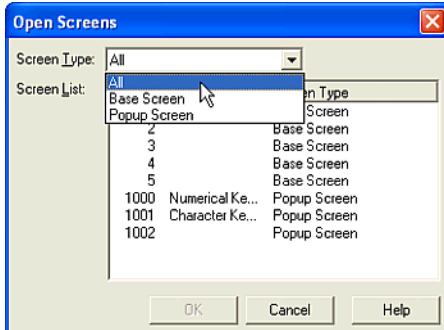 Open Screens
Screen Type: All
Screen List: All
Base Screen
Popup Screen
en Type
Screen
2 Base Screen
3 Base Screen
4 Base Screen
5 Base Screen
1000 Numerical Ke... Popup Screen
1001 Character Ke... Popup Screen
1002 Popup Screen
OK Cancel Help